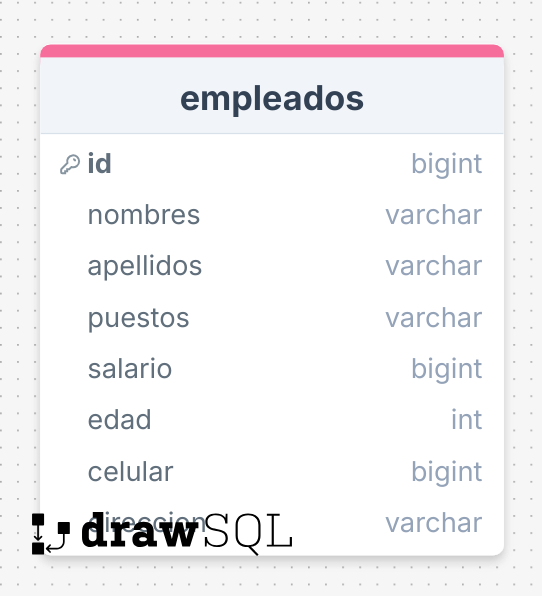 empleados
id bigint
nombres varchar
apellidos varchar
puestos varchar
salario bigint
edad int
celular bigint
direccion varchar
drawSQL